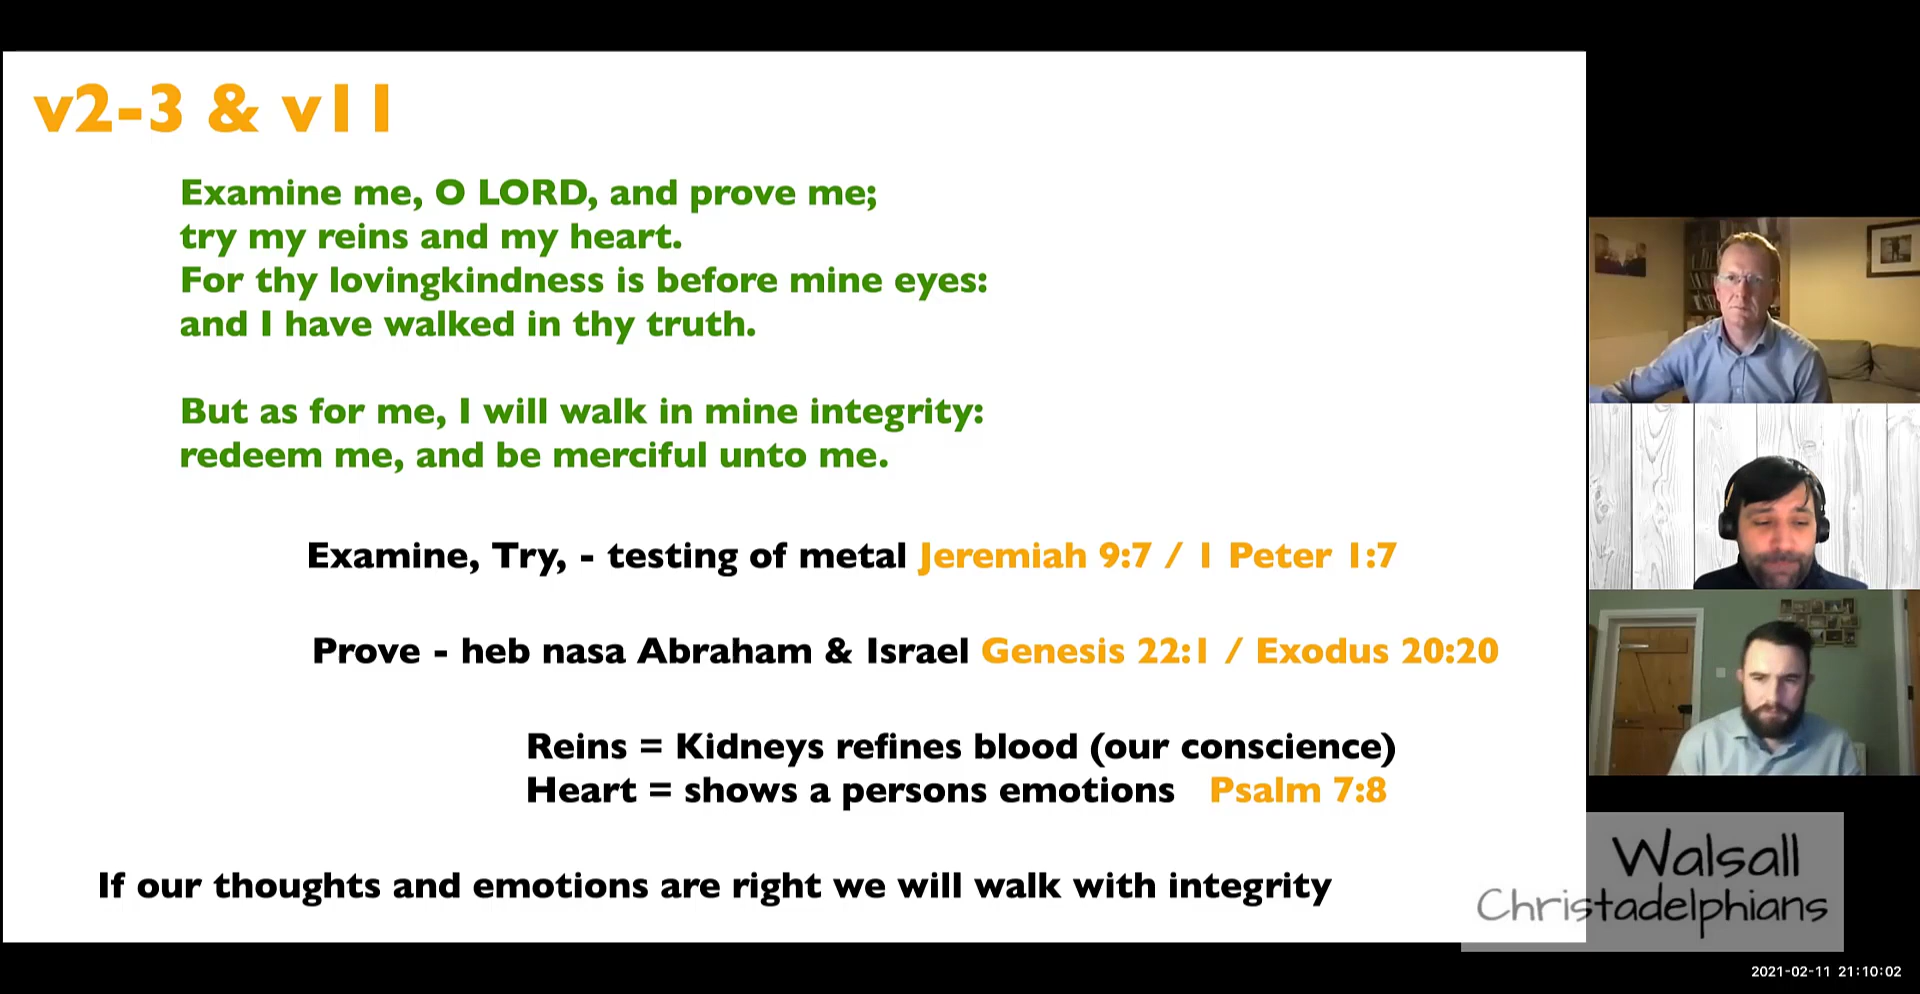 v2-3 & v11
Examine me, O LORD, and prove me;
try my reins and my heart.
For thy lovingkindness is before mine eyes:
and I have walked in thy truth.
But as for me, I will walk in mine integrity:
redeem me, and be merciful unto me.
Examine, Try, - testing of metal Jeremiah 9:7 / 1 Peter 1:7
Prove - heb nasa Abraham & Israel Genesis 22:1 / Exodus 20:20
Reins = Kidneys refines blood (our conscience)
Heart = shows a persons emotions Psalm 7:8
If our thoughts and emotions are right we will walk with integrity
Walsall
Christadelphians
2021-02-11 21:10:02